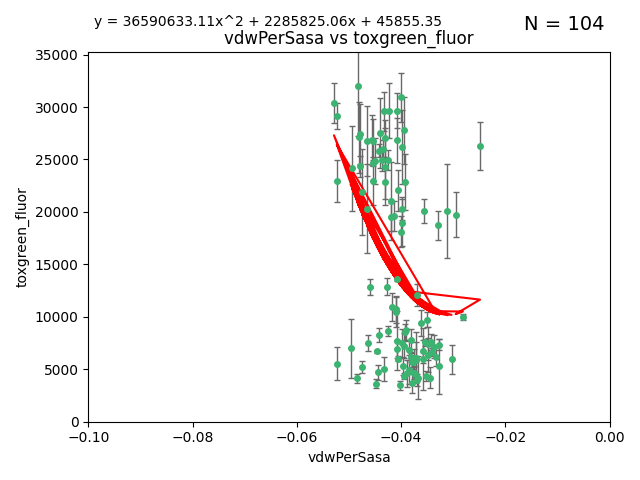 y = 36590633.11x^2 + 2285825.06x + 45855.35
N = 104
vdwPerSasa vs toxgreen_fluor
35000
30000
25000
20000
15000
10000
5000
0
toxgreen_fluor
−0.10
−0.08
−0.06
−0.04
−0.02
0.00
vdwPerSasa